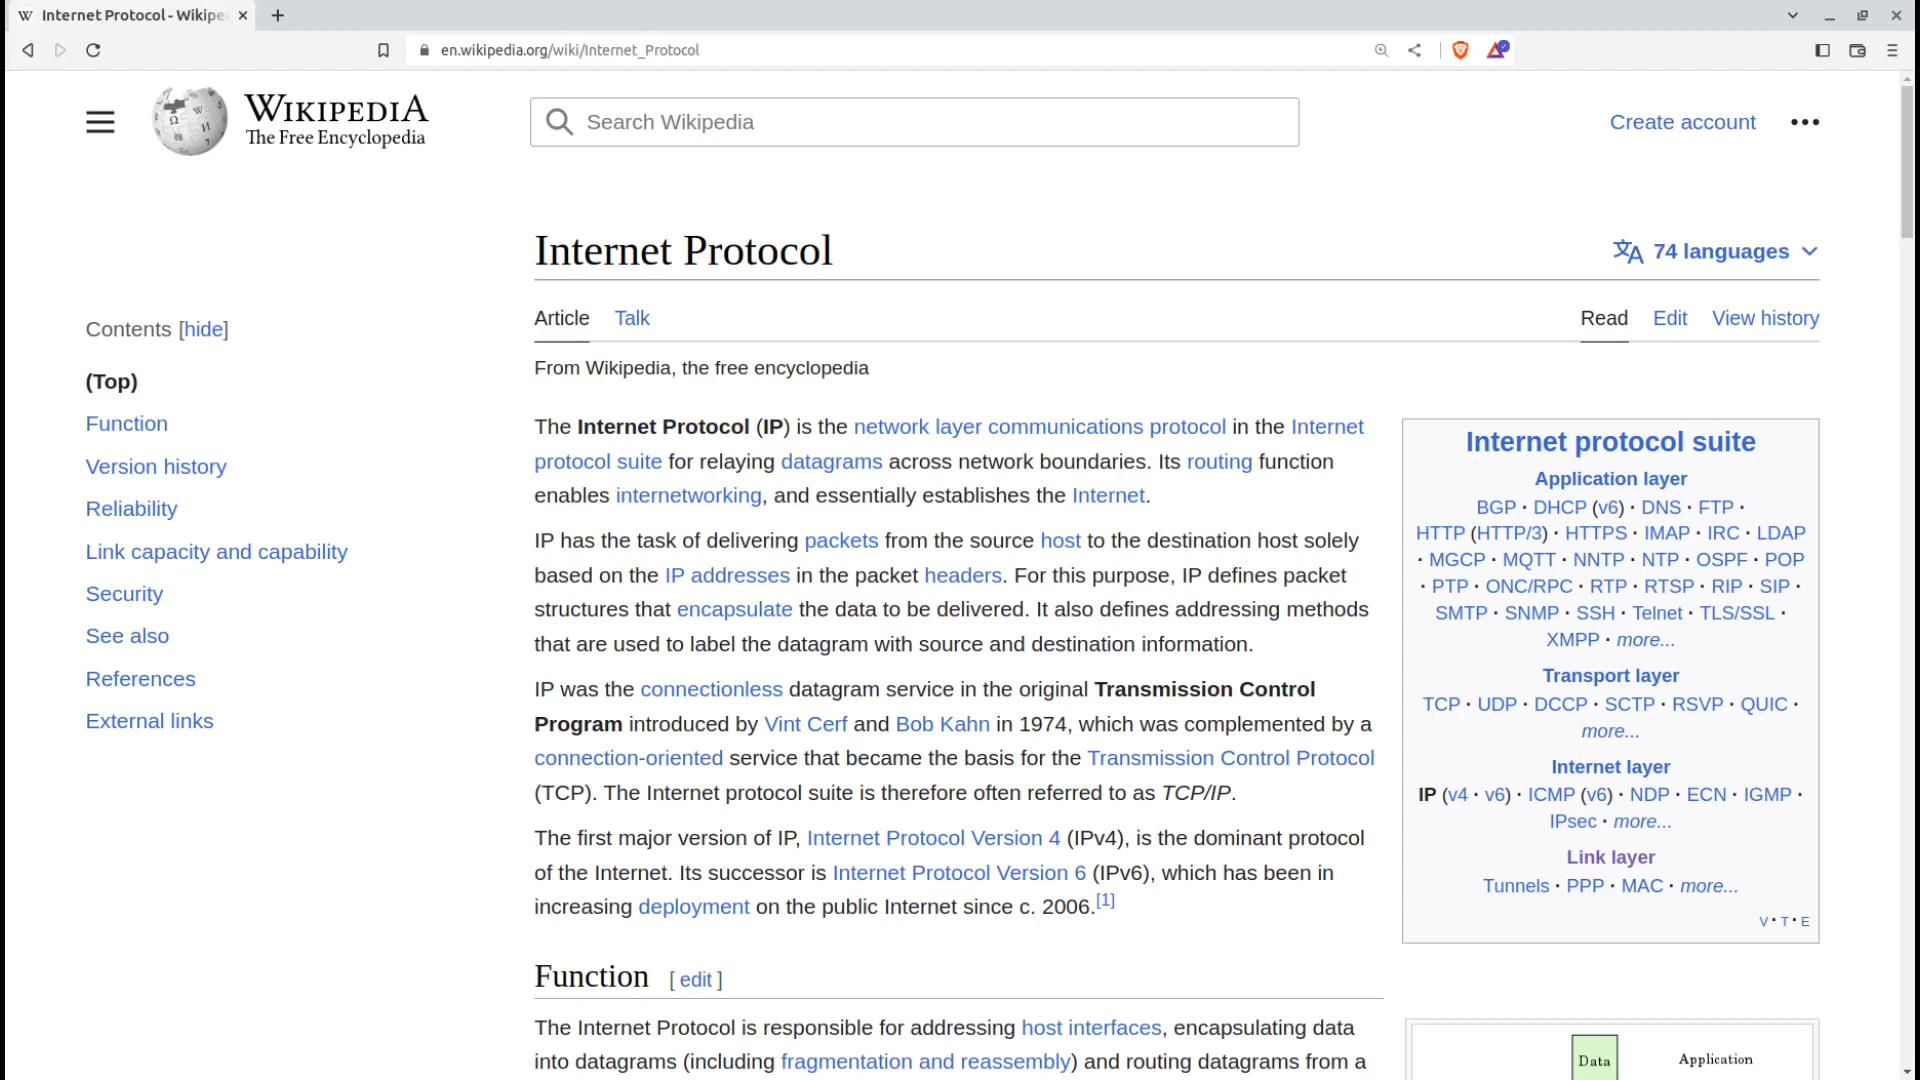 Internet Protocol - Wikipe
en.wikipedia.org/wiki/Internet_Protocol
WIKIPEDIA
The Free Encyclopedia
Search Wikipedia
Create account
Internet Protocol
74 languages
Article
Talk
Read
Edit
View history
From Wikipedia, the free encyclopedia
Contents [hide]
(Top)
Function
Version history
Reliability
Link capacity and capability
Security
See also
References
External links
The Internet Protocol (IP) is the network layer communications protocol in the Internet
protocol suite for relaying datagrams across network boundaries. Its routing function
enables internetworking, and essentially establishes the Internet.
IP has the task of delivering packets from the source host to the destination host solely
based on the IP addresses in the packet headers. For this purpose, IP defines packet
structures that encapsulate the data to be delivered. It also defines addressing methods
that are used to label the datagram with source and destination information.
IP was the connectionless datagram service in the original Transmission Control
Program introduced by Vint Cerf and Bob Kahn in 1974, which was complemented by a
connection-oriented service that became the basis for the Transmission Control Protocol
(TCP). The Internet protocol suite is therefore often referred to as TCP/IP.
The first major version of IP, Internet Protocol Version 4 (IPv4), is the dominant protocol
of the Internet. Its successor is Internet Protocol Version 6 (IPv6), which has been in
increasing deployment on the public Internet since c. 2006.[1]
Function [ edit ]
The Internet Protocol is responsible for addressing host interfaces, encapsulating data
into datagrams (including fragmentation and reassembly) and routing datagrams from a
Internet protocol suite
Application layer
BGP · DHCP (v6) · DNS · FTP ·
HTTP (HTTP/3) · HTTPS · IMAP · IRC · LDAP
· MGCP · MQTT · NNTP · NTP · OSPF · POP
· PTP · ONC/RPC · RTP · RTSP · RIP · SIP ·
SMTP · SNMP · SSH · Telnet · TLS/SSL ·
XMPP · more...
Transport layer
TCP · UDP · DCCP · SCTP · RSVP · QUIC ·
more...
Internet layer
IP (v4 · v6) · ICMP (v6) · NDP · ECN · IGMP ·
IPsec · more...
Link layer
Tunnels · PPP · MAC · more...
V · T · E
Data
Application